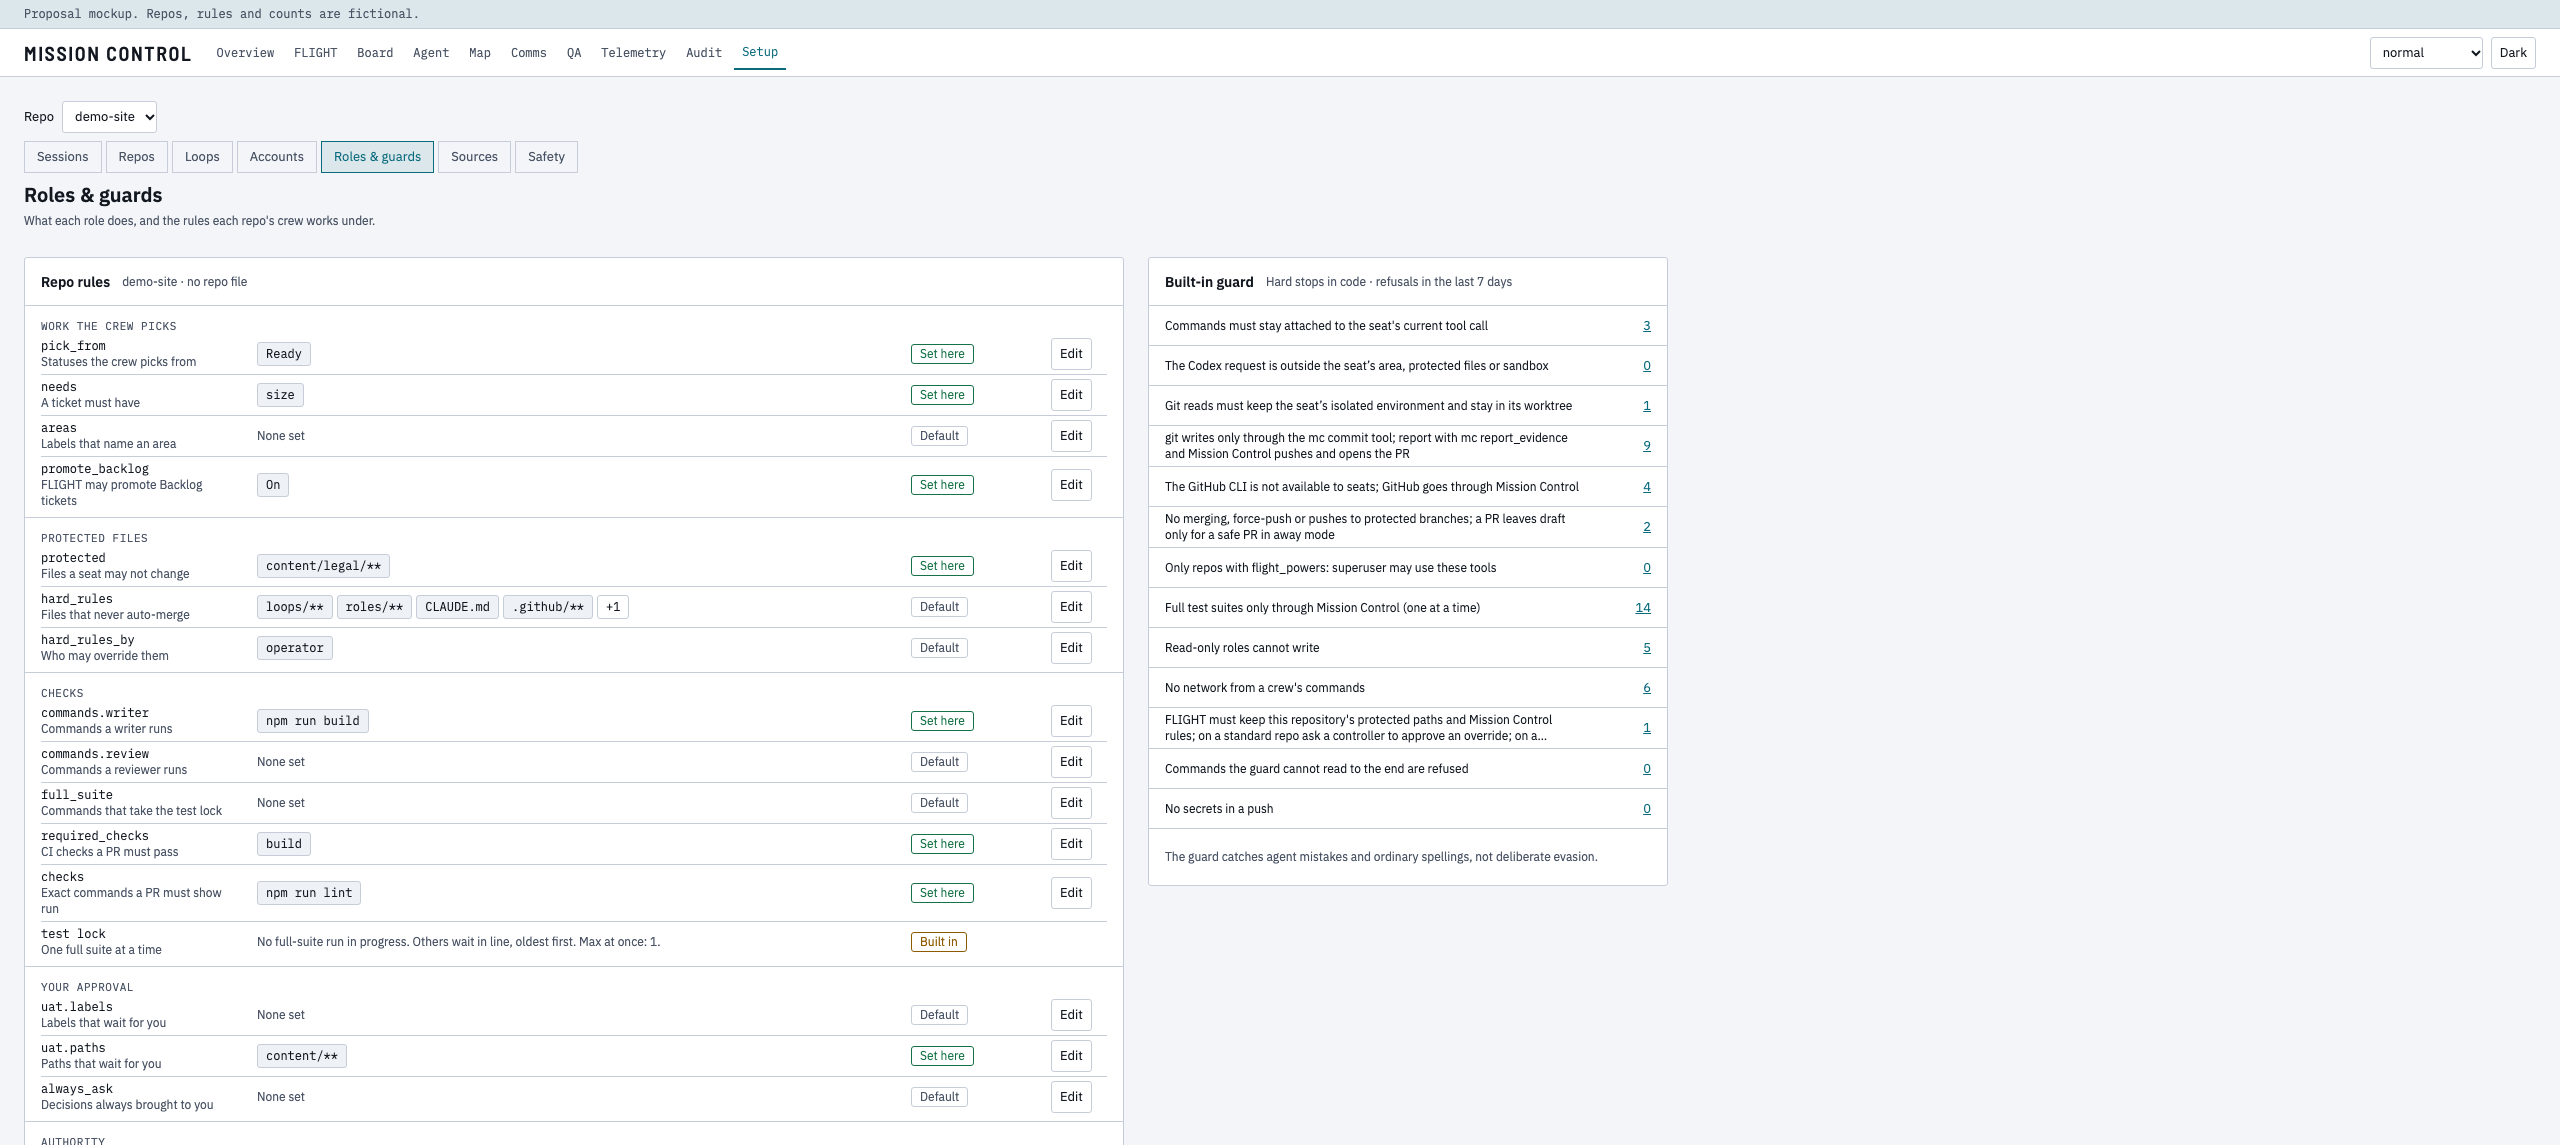 Proposal mockup. Repos, rules and counts are fictional.
MISSION CONTROL Overview FLIGHT Board Agent Map Comms QA Telemetry Audit Setup normal Dark
Repo demo-site
Sessions Repos Loops Accounts Roles & guards Sources Safety
Roles & guards
What each role does, and the rules each repo's crew works under.
Repo rules demo-site · no repo file
WORK THE CREW PICKS
pick_from
Statuses the crew picks from
Ready Set here Edit
needs
A ticket must have
size Set here Edit
areas
Labels that name an area
None set Default Edit
promote_backlog
FLIGHT may promote Backlog
tickets
On Set here Edit
PROTECTED FILES
protected
Files a seat may not change
content/legal/** Set here Edit
hard_rules
Files that never auto-merge
loops/** roles/** CLAUDE.md .github/** +1 Default Edit
hard_rules_by
Who may override them
operator Default Edit
CHECKS
commands.writer
Commands a writer runs
npm run build Set here Edit
commands.review
Commands a reviewer runs
None set Default Edit
full_suite
Commands that take the test lock
None set Default Edit
required_checks
CI checks a PR must pass
build Set here Edit
checks
Exact commands a PR must show
run
npm run lint Set here Edit
test lock
One full suite at a time
No full-suite run in progress. Others wait in line, oldest first. Max at once: 1. Built in
YOUR APPROVAL
uat.labels
Labels that wait for you
None set Default Edit
uat.paths
Paths that wait for you
content/** Set here Edit
always_ask
Decisions always brought to you
None set Default Edit
AUTHORITY
Built-in guard Hard stops in code · refusals in the last 7 days
Commands must stay attached to the seat's current tool call 3
The Codex request is outside the seat’s area, protected files or sandbox 0
Git reads must keep the seat’s isolated environment and stay in its worktree 1
git writes only through the mc commit tool; report with mc report_evidence
and Mission Control pushes and opens the PR 9
The GitHub CLI is not available to seats; GitHub goes through Mission Control 4
No merging, force-push or pushes to protected branches; a PR leaves draft
only for a safe PR in away mode 2
Only repos with flight_powers: superuser may use these tools 0
Full test suites only through Mission Control (one at a time) 14
Read-only roles cannot write 5
No network from a crew's commands 6
FLIGHT must keep this repository's protected paths and Mission Control
rules; on a standard repo ask a controller to approve an override; on a... 1
Commands the guard cannot read to the end are refused 0
No secrets in a push 0
The guard catches agent mistakes and ordinary spellings, not deliberate evasion.